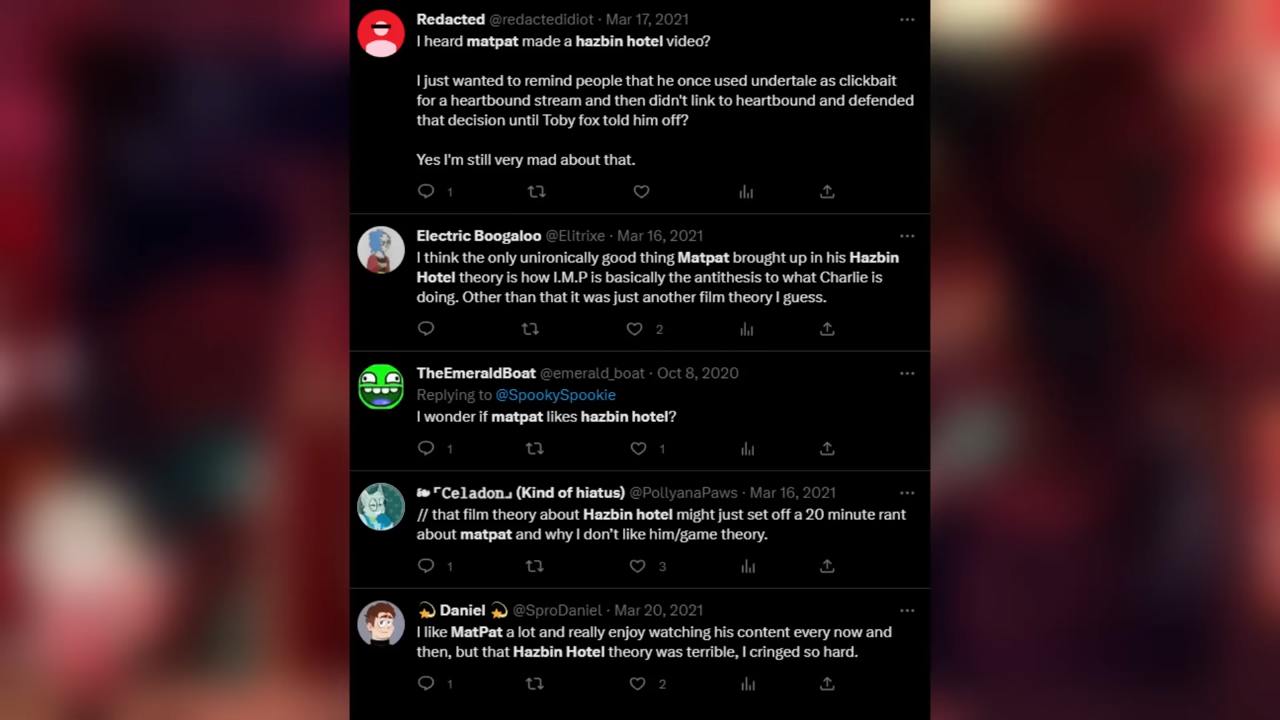 Redacted @redactedidiot · Mar 17, 2021
I heard matpat made a hazbin hotel video?
I just wanted to remind people that he once used undertale as clickbait
for a heartbound stream and then didn't link to heartbound and defended
that decision until Toby fox told him off?
Yes I'm still very mad about that.
1
Electric Boogaloo @Elitrixe · Mar 16, 2021
I think the only unironically good thing Matpat brought up in his Hazbin
Hotel theory is how I.M.P is basically the antithesis to what Charlie is
doing. Other than that it was just another film theory I guess.
2
TheEmeraldBoat @emerald_boat · Oct 8, 2020
Replying to @SpookySpookie
I wonder if matpat likes hazbin hotel?
1 1
⌜Celadon⌟ (Kind of hiatus) @PollyanaPaws · Mar 16, 2021
// that film theory about Hazbin hotel might just set off a 20 minute rant
about matpat and why I don't like him/game theory.
1 3
💫 Daniel 💫 @SproDaniel · Mar 20, 2021
I like MatPat a lot and really enjoy watching his content every now and
then, but that Hazbin Hotel theory was terrible, I cringed so hard.
1 2